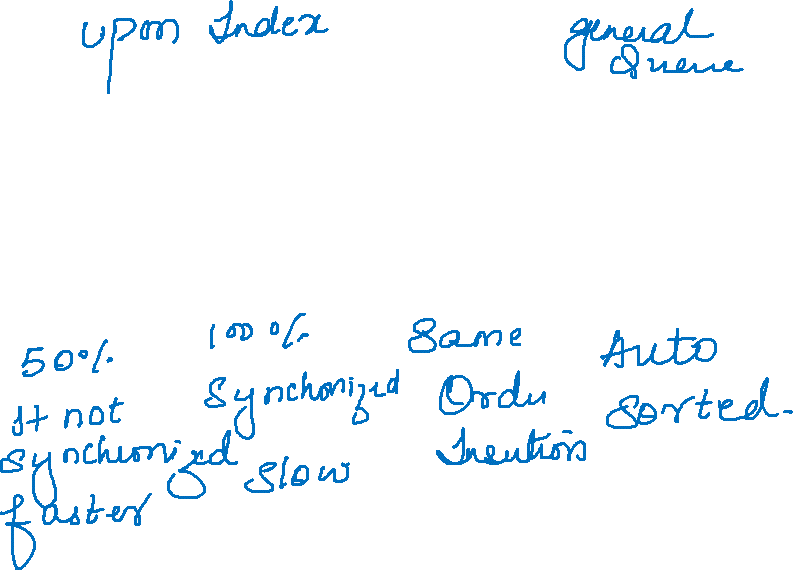 upon Index
general
Queue
50%
It not
synchronized
faster
100%
Synchonized
slow
Same
Order
Insertion
Auto
Sorted.